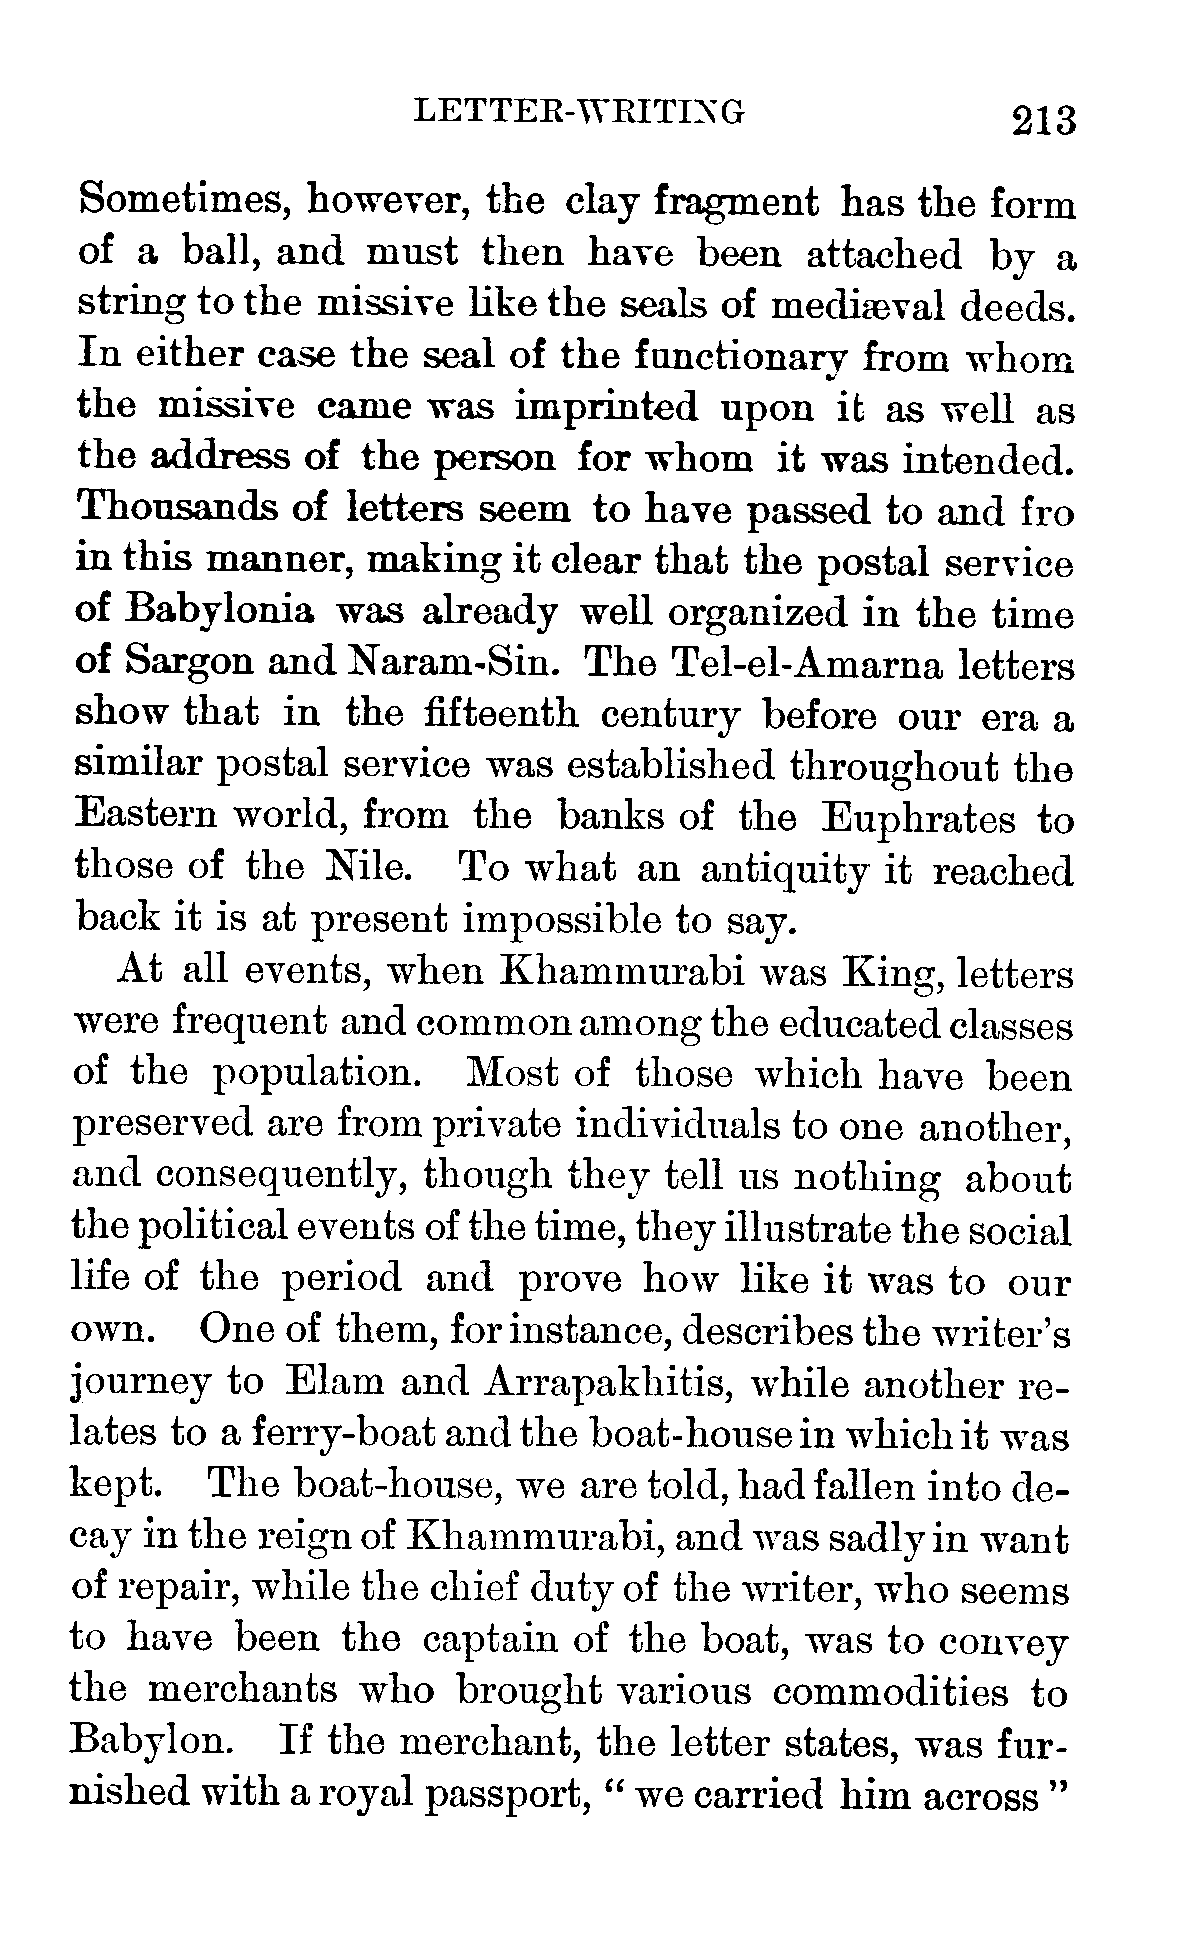 LETTER-WRITING 213
Sometimes, however, the clay fragment has the form
of a ball, and must then have been attached by a
string to the missive like the seals of mediæval deeds.
In either case the seal of the functionary from whom
the missive came was imprinted upon it as well as
the address of the person for whom it was intended.
Thousands of letters seem to have passed to and fro
in this manner, making it clear that the postal service
of Babylonia was already well organized in the time
of Sargon and Naram-Sin. The Tel-el-Amarna letters
show that in the fifteenth century before our era a
similar postal service was established throughout the
Eastern world, from the banks of the Euphrates to
those of the Nile. To what an antiquity it reached
back it is at present impossible to say.
At all events, when Khammurabi was King, letters
were frequent and common among the educated classes
of the population. Most of those which have been
preserved are from private individuals to one another,
and consequently, though they tell us nothing about
the political events of the time, they illustrate the social
life of the period and prove how like it was to our
own. One of them, for instance, describes the writer's
journey to Elam and Arrapakhitis, while another re-
lates to a ferry-boat and the boat-house in which it was
kept. The boat-house, we are told, had fallen into de-
cay in the reign of Khammurabi, and was sadly in want
of repair, while the chief duty of the writer, who seems
to have been the captain of the boat, was to convey
the merchants who brought various commodities to
Babylon. If the merchant, the letter states, was fur-
nished with a royal passport, “ we carried him across ”